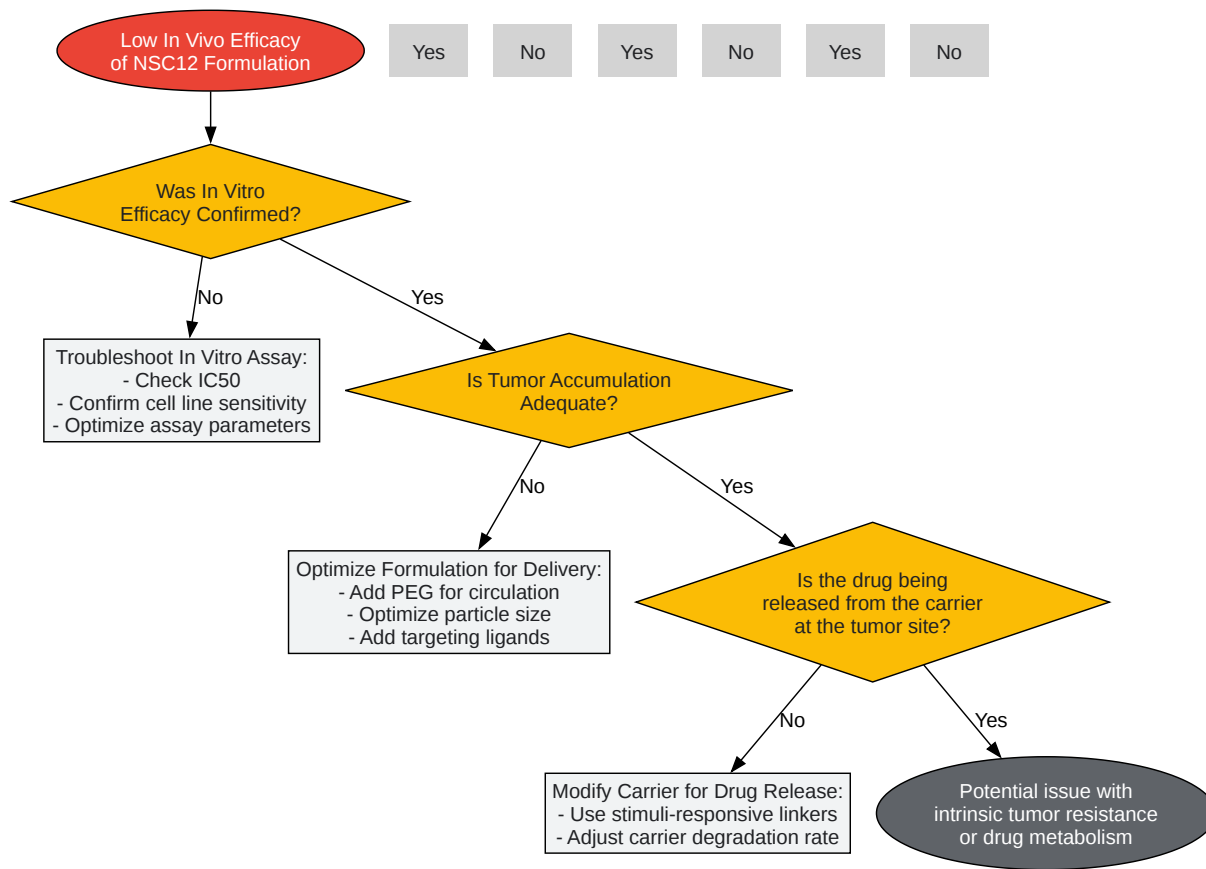 Low In Vivo Efficacy
of NSC12 Formulation
Yes
No
Yes
No
Yes
No
Was In Vitro
Efficacy Confirmed?
No
Yes
Troubleshoot In Vitro Assay:
- Check IC50
- Confirm cell line sensitivity
- Optimize assay parameters
Is Tumor Accumulation
Adequate?
No
Yes
Optimize Formulation for Delivery:
- Add PEG for circulation
- Optimize particle size
- Add targeting ligands
Is the drug being
released from the carrier
at the tumor site?
No
Yes
Modify Carrier for Drug Release:
- Use stimuli-responsive linkers
- Adjust carrier degradation rate
Potential issue with
intrinsic tumor resistance
or drug metabolism